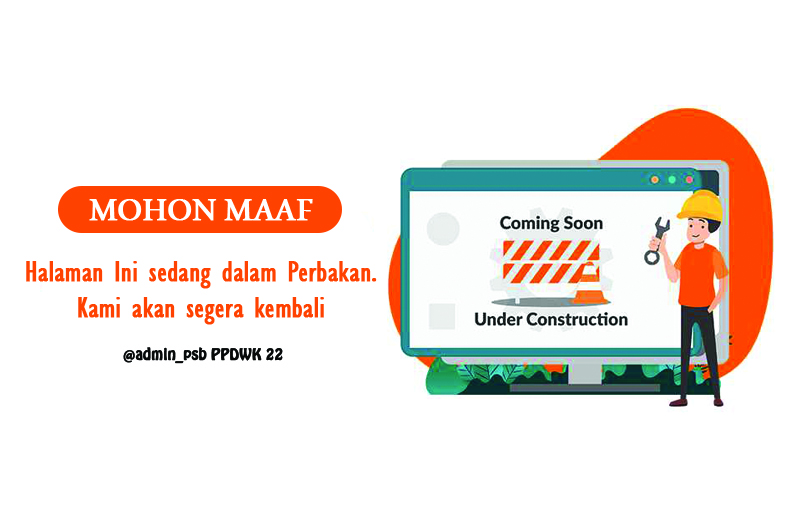 MOHON MAAF
Halaman Ini sedang dalam Perbakan.
Kami akan segera kembali
@admin_psb PPDWK 22
Coming Soon
Under Construction